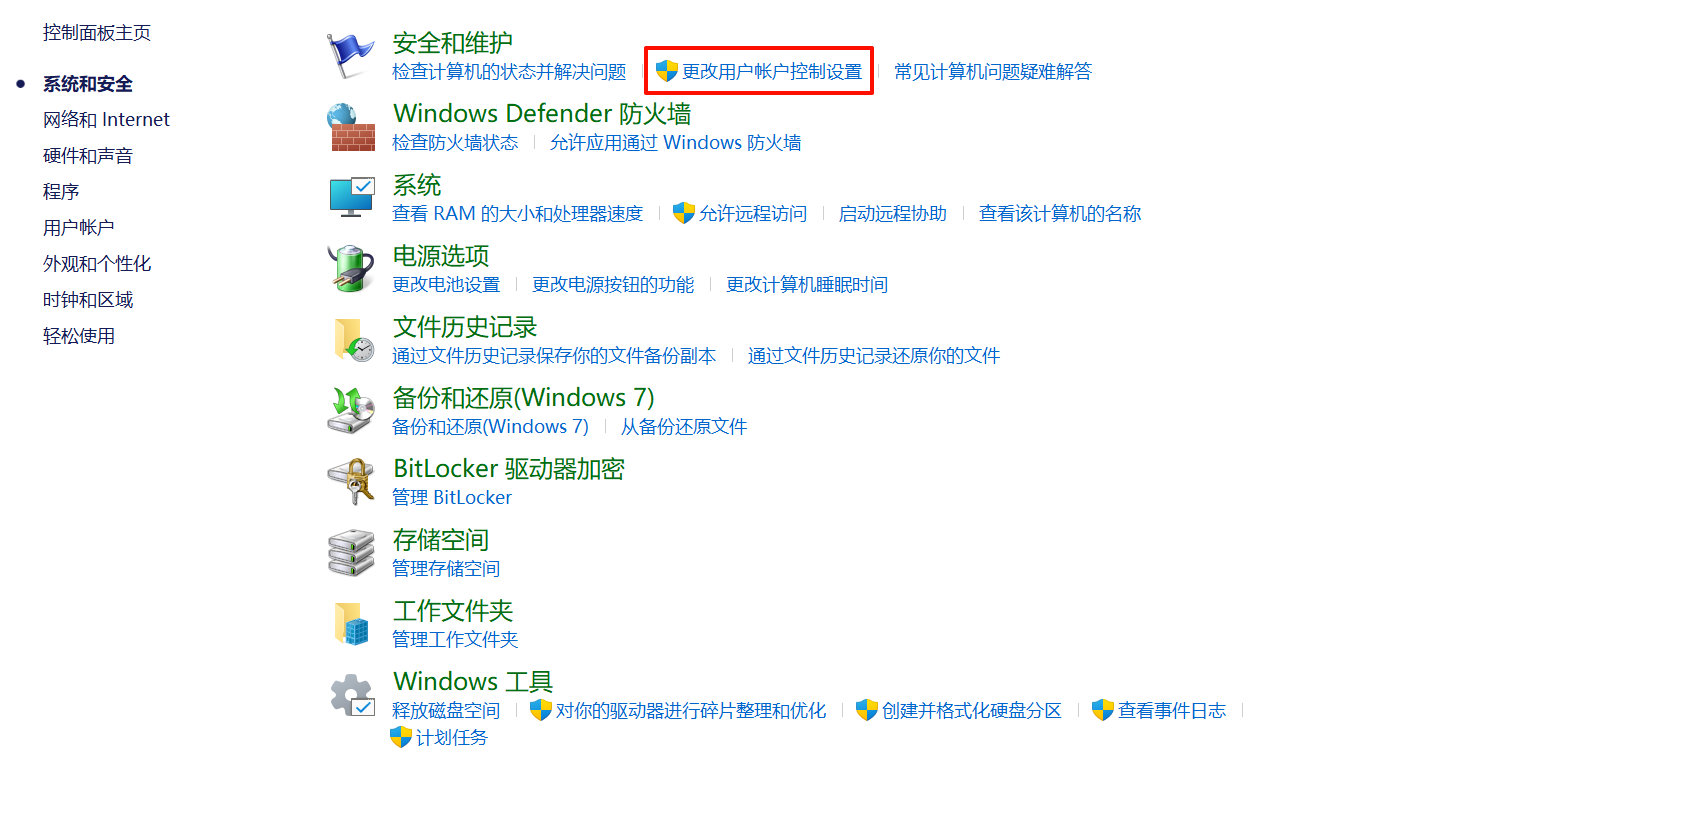 控制面板主页
系统和安全
网络和 Internet
硬件和声音
程序
用户帐户
外观和个性化
时钟和区域
轻松使用
安全和维护
检查计算机的状态并解决问题 更改用户帐户控制设置 常见计算机问题疑难解答
Windows Defender 防火墙
检查防火墙状态 允许应用通过 Windows 防火墙
系统
查看 RAM 的大小和处理器速度 允许远程访问 启动远程协助 查看该计算机的名称
电源选项
更改电池设置 更改电源按钮的功能 更改计算机睡眠时间
文件历史记录
通过文件历史记录保存你的文件备份副本 通过文件历史记录还原你的文件
备份和还原(Windows 7)
备份和还原(Windows 7) 从备份还原文件
BitLocker 驱动器加密
管理 BitLocker
存储空间
管理存储空间
工作文件夹
管理工作文件夹
Windows 工具
释放磁盘空间 对你的驱动器进行碎片整理和优化 创建并格式化硬盘分区 查看事件日志
计划任务